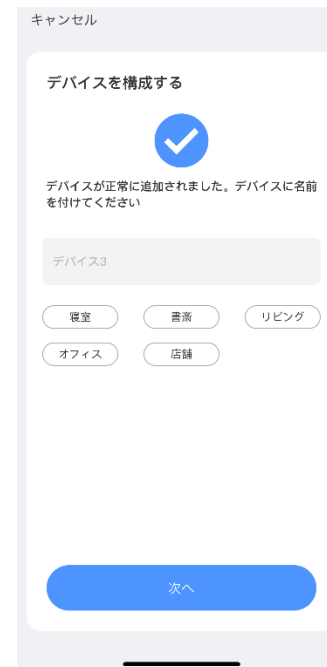 キャンセル
デバイスを構成する
デバイスが正常に追加されました。デバイスに名前
を付けてください
デバイス3
寝室
書斎
リビング
オフィス
店舗
次へ